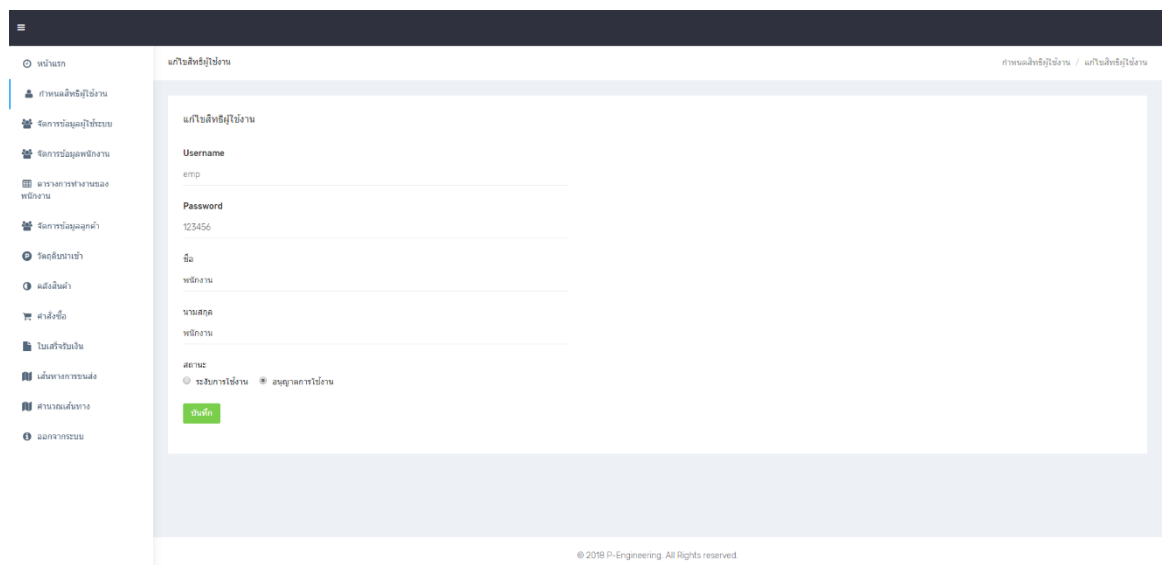 หน้าแรก
กำหนดสิทธิผู้ใช้งาน
จัดการข้อมูลผู้ใช้ระบบ
จัดการข้อมูลพนักงาน
ตารางการทำงานของ
พนักงาน
จัดการข้อมูลลูกค้า
วัตถุดิบนำเข้า
คลังสินค้า
คำสั่งซื้อ
ใบเสร็จรับเงิน
เส้นทางการขนส่ง
คำนวณเส้นทาง
ออกจากระบบ
แก้ไขสิทธิผู้ใช้งาน
กำหนดสิทธิผู้ใช้งาน / แก้ไขสิทธิผู้ใช้งาน
แก้ไขสิทธิผู้ใช้งาน
Username
emp
Password
123456
ชื่อ
พนักงาน
นามสกุล
พนักงาน
สถานะ
ระงับการใช้งาน อนุญาตการใช้งาน
บันทึก
© 2018 P-Engineering. All Rights reserved.